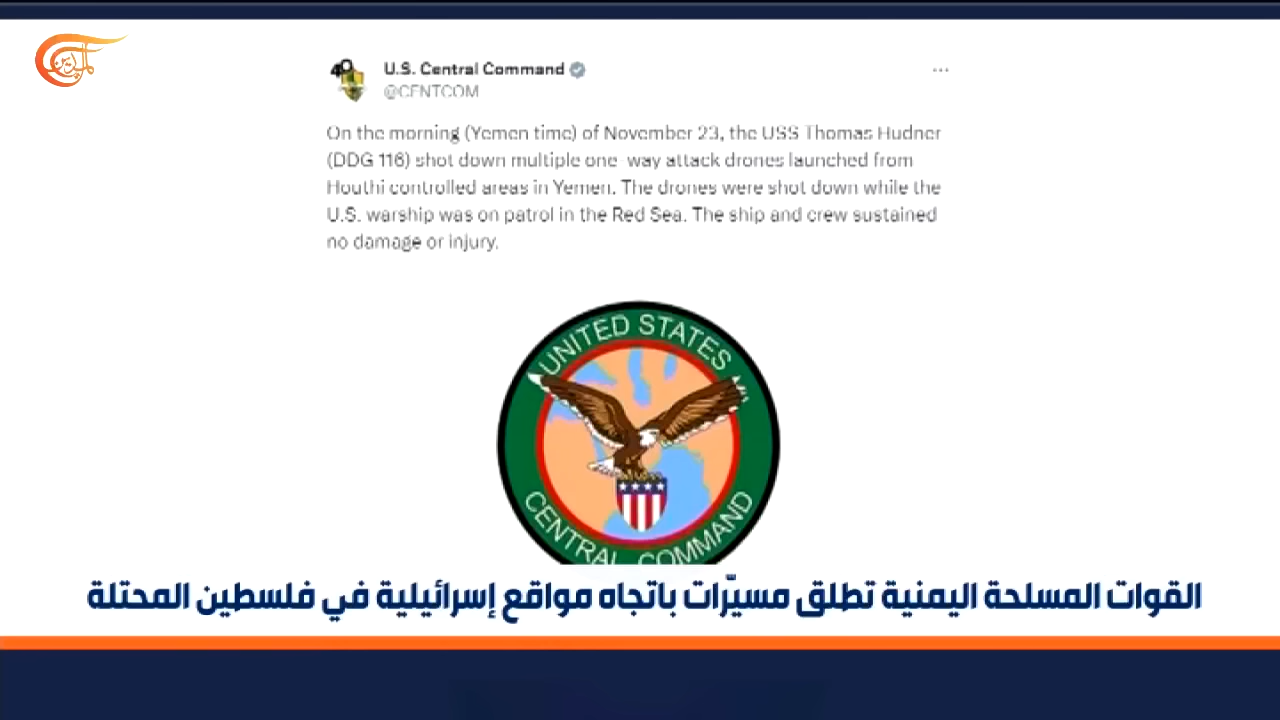 الميادين
U.S. Central Command
@CENTCOM
On the morning (Yemen time) of November 23, the USS Thomas Hudner
(DDG 116) shot down multiple one-way attack drones launched from
Houthi controlled areas in Yemen. The drones were shot down while the
U.S. warship was on patrol in the Red Sea. The ship and crew sustained
no damage or injury.
UNITED STATES
CENTRAL COMMAND
القوات المسلحة اليمنية تطلق مسيّرات باتجاه مواقع إسرائيلية في فلسطين المحتلة